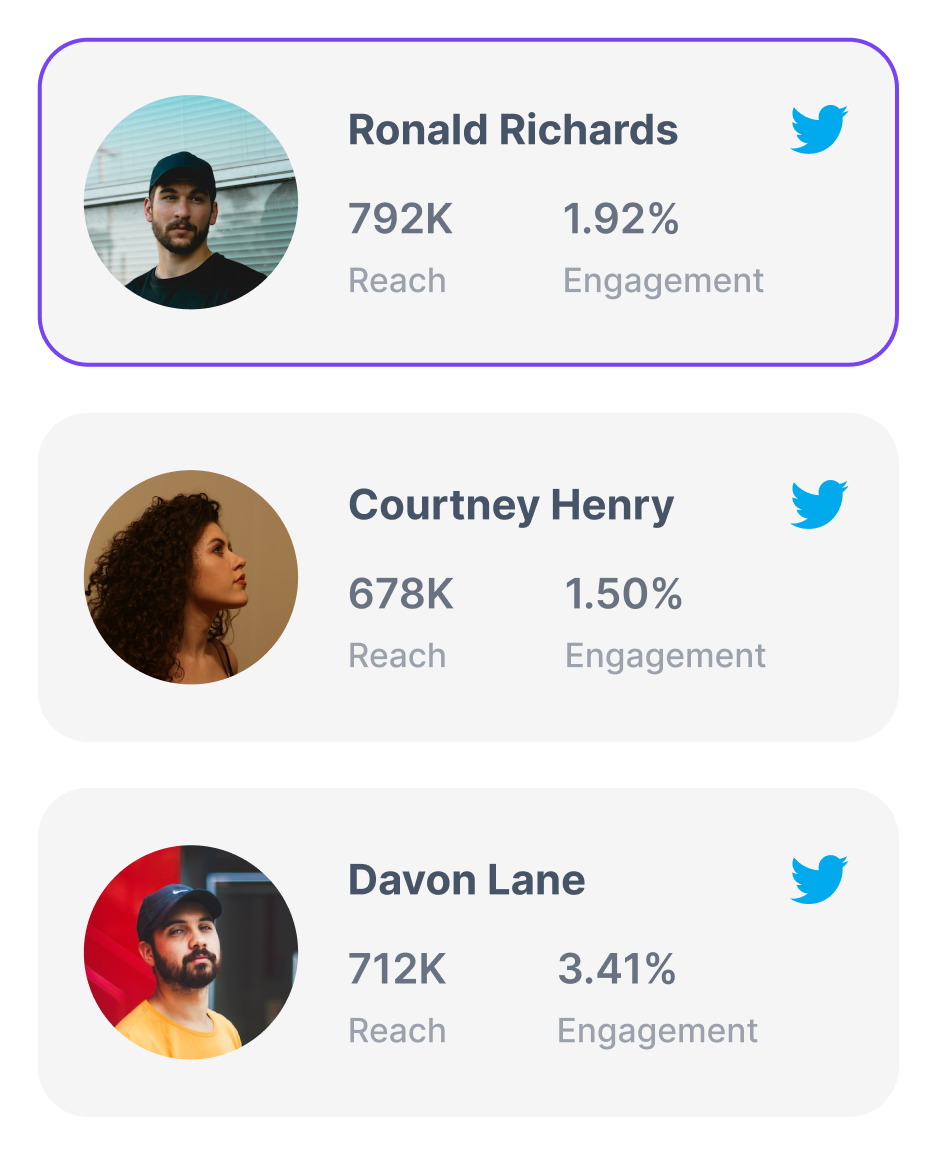 Ronald Richards
792K 1.92%
Reach Engagement
Courtney Henry
678K 1.50%
Reach Engagement
Davon Lane
712K 3.41%
Reach Engagement